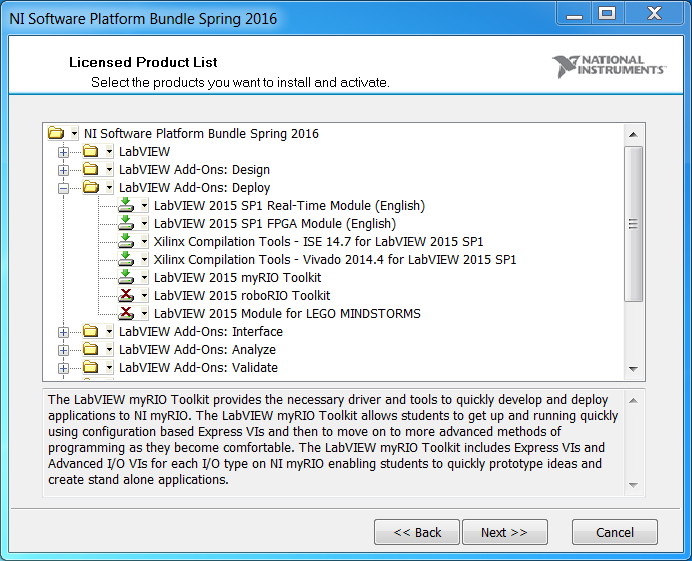 NI Software Platform Bundle Spring 2016
Licensed Product List
Select the products you want to install and activate.
NATIONAL
INSTRUMENTS
NI Software Platform Bundle Spring 2016
LabVIEW
LabVIEW Add-Ons: Design
LabVIEW Add-Ons: Deploy
LabVIEW 2015 SP1 Real-Time Module (English)
LabVIEW 2015 SP1 FPGA Module (English)
Xilinx Compilation Tools - ISE 14.7 for LabVIEW 2015 SP1
Xilinx Compilation Tools - Vivado 2014.4 for LabVIEW 2015 SP1
LabVIEW 2015 myRIO Toolkit
LabVIEW 2015 roboRIO Toolkit
LabVIEW 2015 Module for LEGO MINDSTORMS
LabVIEW Add-Ons: Interface
LabVIEW Add-Ons: Analyze
LabVIEW Add-Ons: Validate
The LabVIEW myRIO Toolkit provides the necessary driver and tools to quickly develop and deploy
applications to NI myRIO. The LabVIEW myRIO Toolkit allows students to get up and running quickly
using configuration based Express VIs and then to move on to more advanced methods of
programming as they become comfortable. The LabVIEW myRIO Toolkit includes Express VIs and
Advanced I/O VIs for each I/O type on NI myRIO enabling students to quickly prototype ideas and
create stand alone applications.
<< Back
Next >>
Cancel